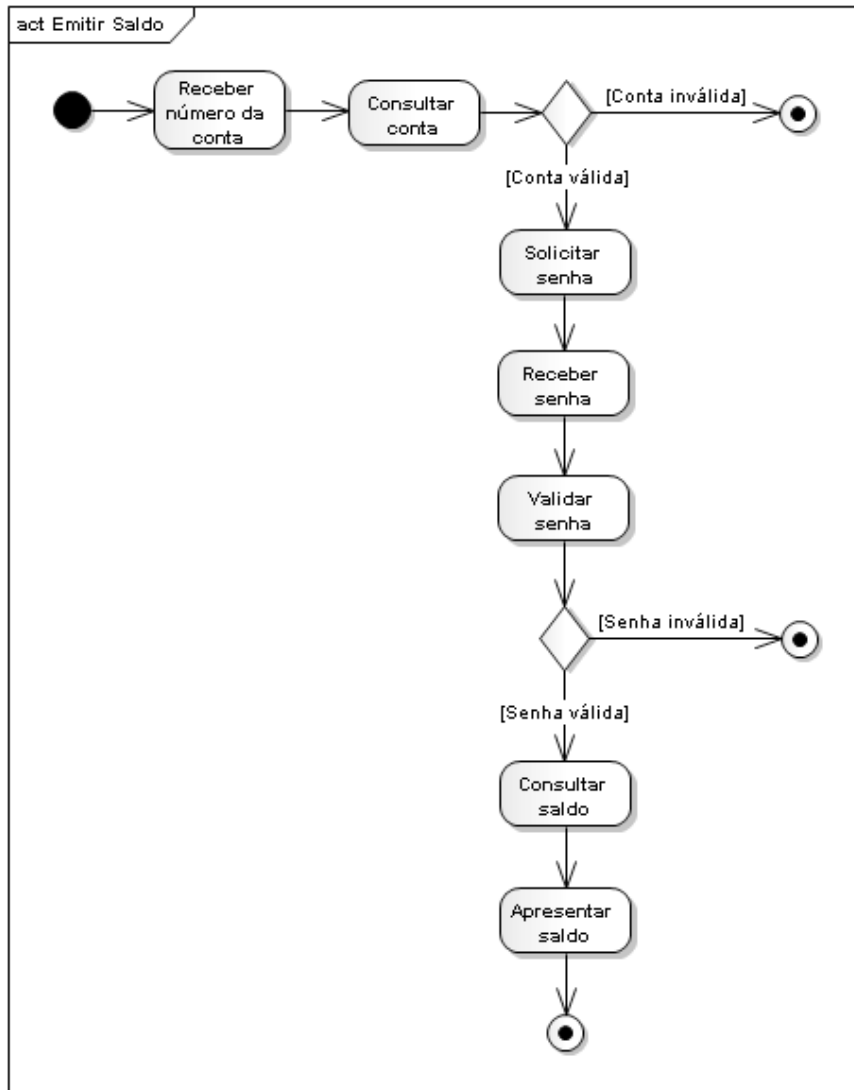 act Emitir Saldo
Receber
número da
conta
Consultar
conta
[Conta inválida]
[Conta válida]
Solicitar
senha
Receber
senha
Validar
senha
[Senha inválida]
[Senha válida]
Consultar
saldo
Apresentar
saldo